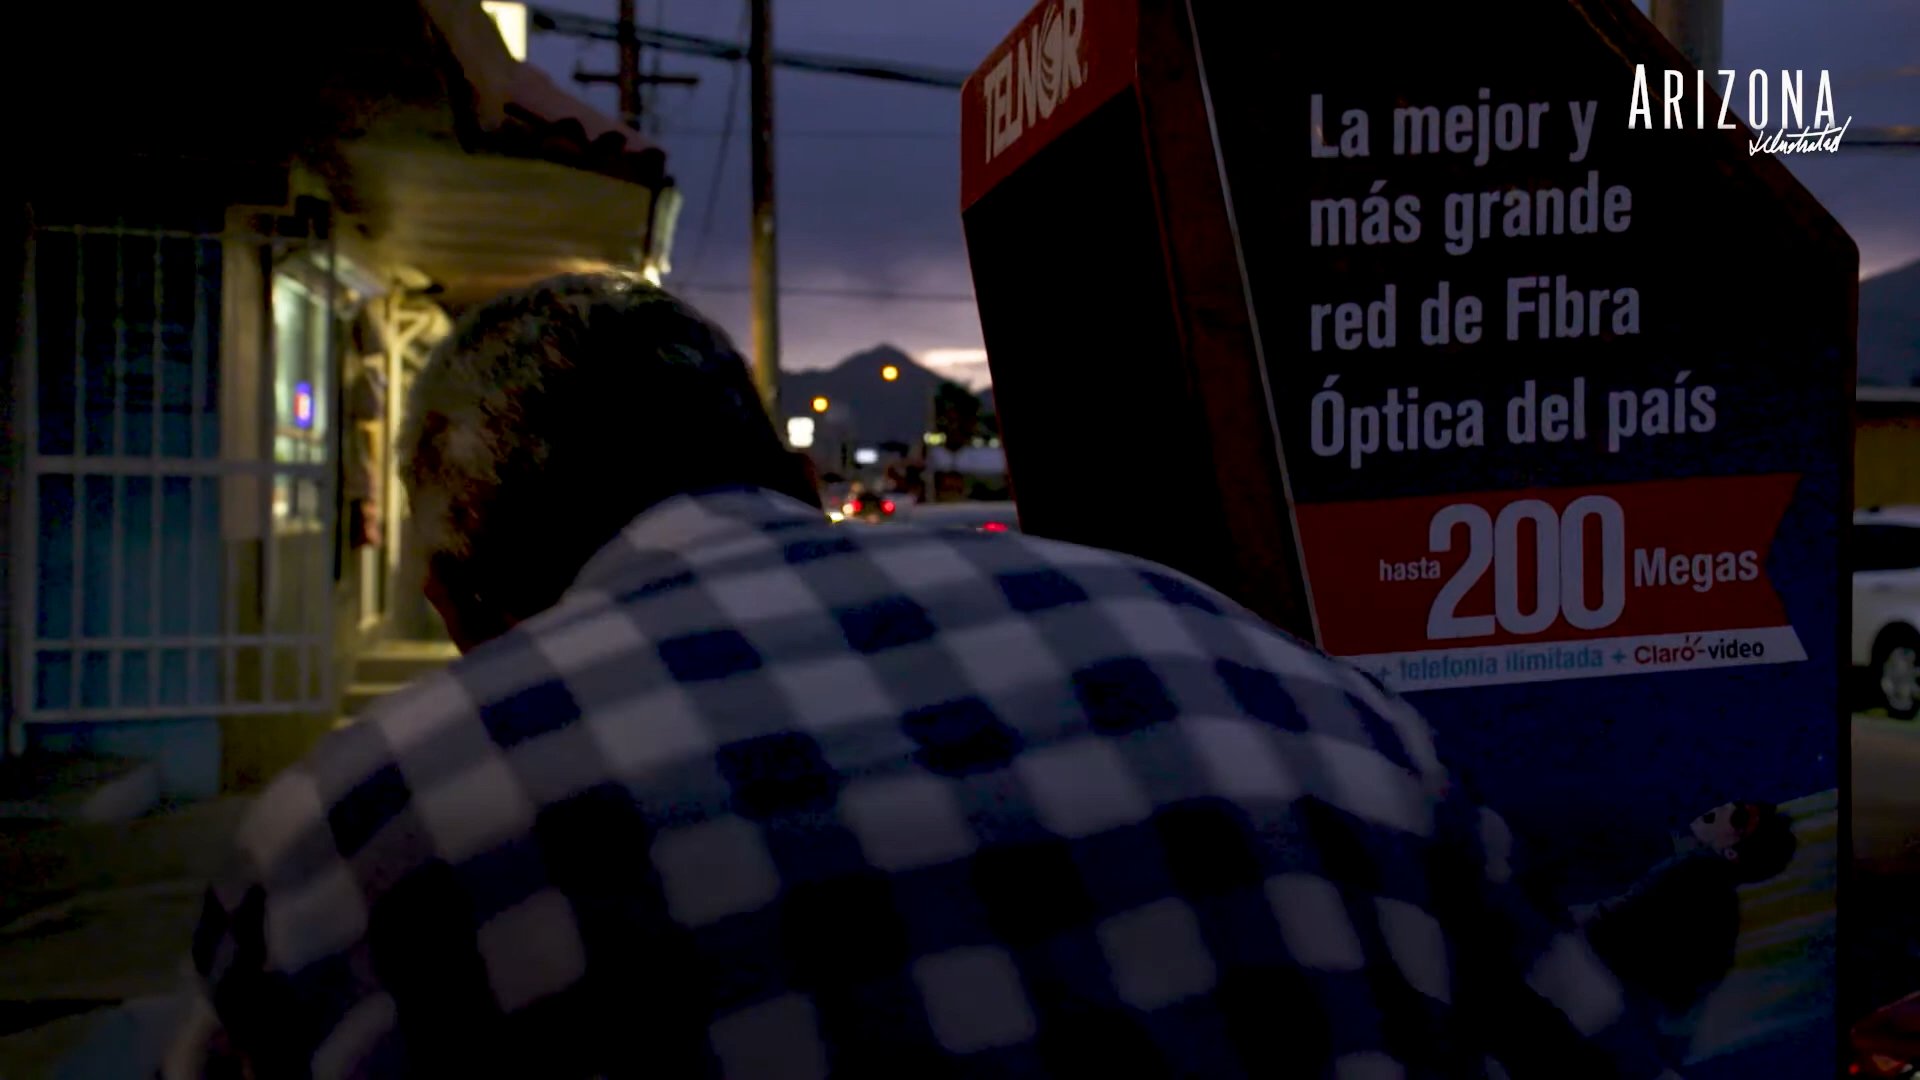 TELNOR
La mejor y
más grande
red de Fibra
Óptica del país
hasta 200 Megas
+ telefonía ilimitada + Claro-video
ARIZONA
Illustrated